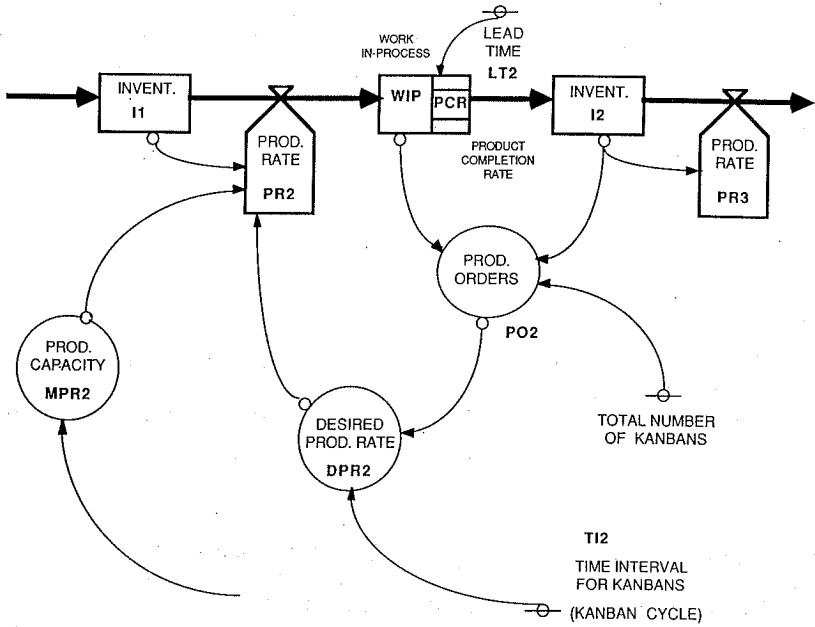 WORK
IN-PROCESS
LEAD
TIME
LT2
INVENT.
I1
WIP
PCR
INVENT.
I2
PROD.
RATE
PR2
PRODUCT
COMPLETION
RATE
PROD.
RATE
PR3
PROD.
ORDERS
PO2
PROD.
CAPACITY
MPR2
DESIRED
PROD. RATE
DPR2
TOTAL NUMBER
OF KANBANS
TI2
TIME INTERVAL
FOR KANBANS
(KANBAN CYCLE)